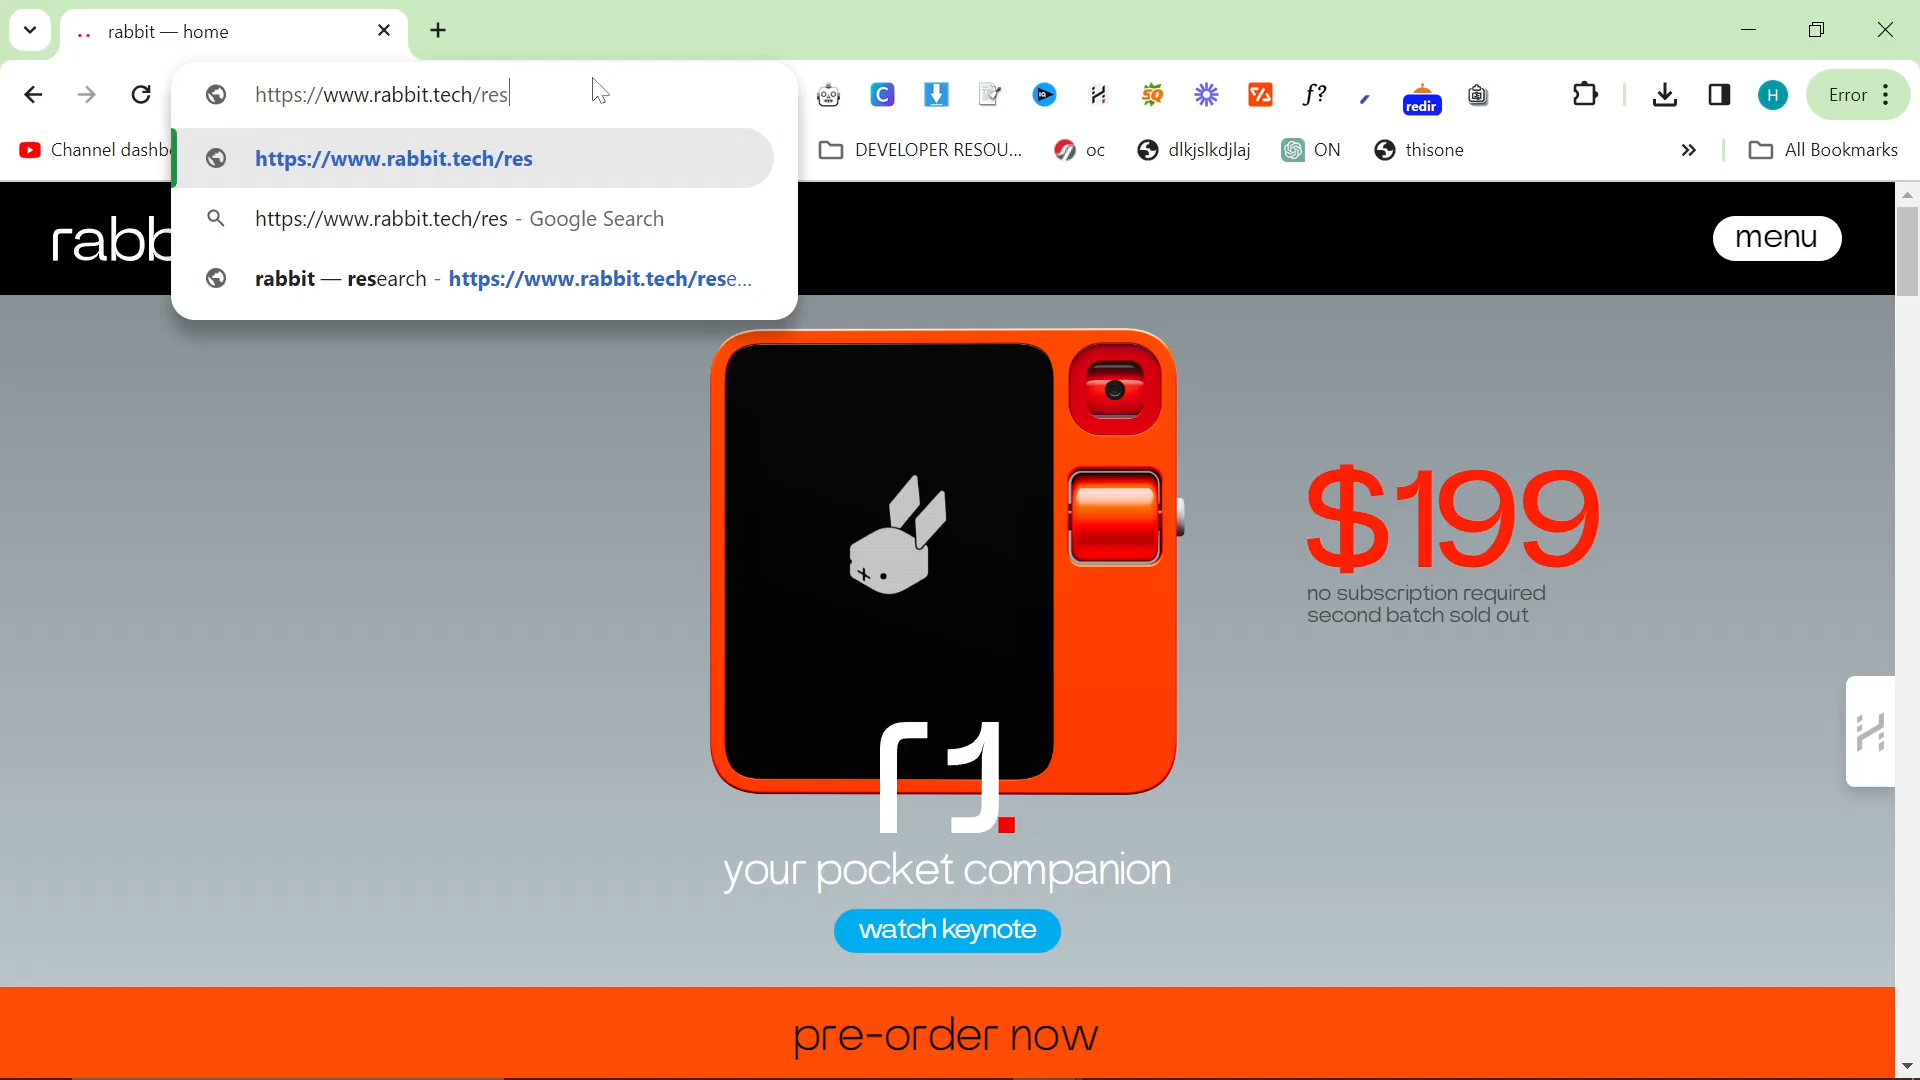 rabbit — home
https://www.rabbit.tech/res
redir
H
Error
Channel dashb
DEVELOPER RESOU...
oc
dlkjslkdjlaj
ON
thisone
All Bookmarks
https://www.rabbit.tech/res
https://www.rabbit.tech/res - Google Search
rabbit — research - https://www.rabbit.tech/rese...
rabb
menu
$199
no subscription required
second batch sold out
r1.
your pocket companion
watch keynote
pre-order now